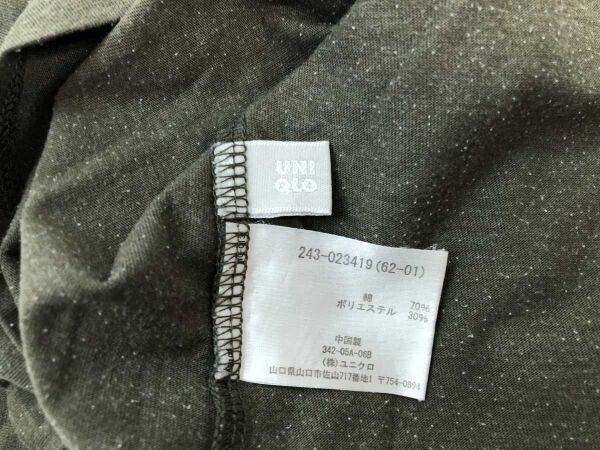 UNI
QLO
243-023419(62-01)
綿 70%
ポリエステル 30%
中国製
342-05A-06B
(株)ユニクロ
山口県山口市佐山717番地1 〒754-0894